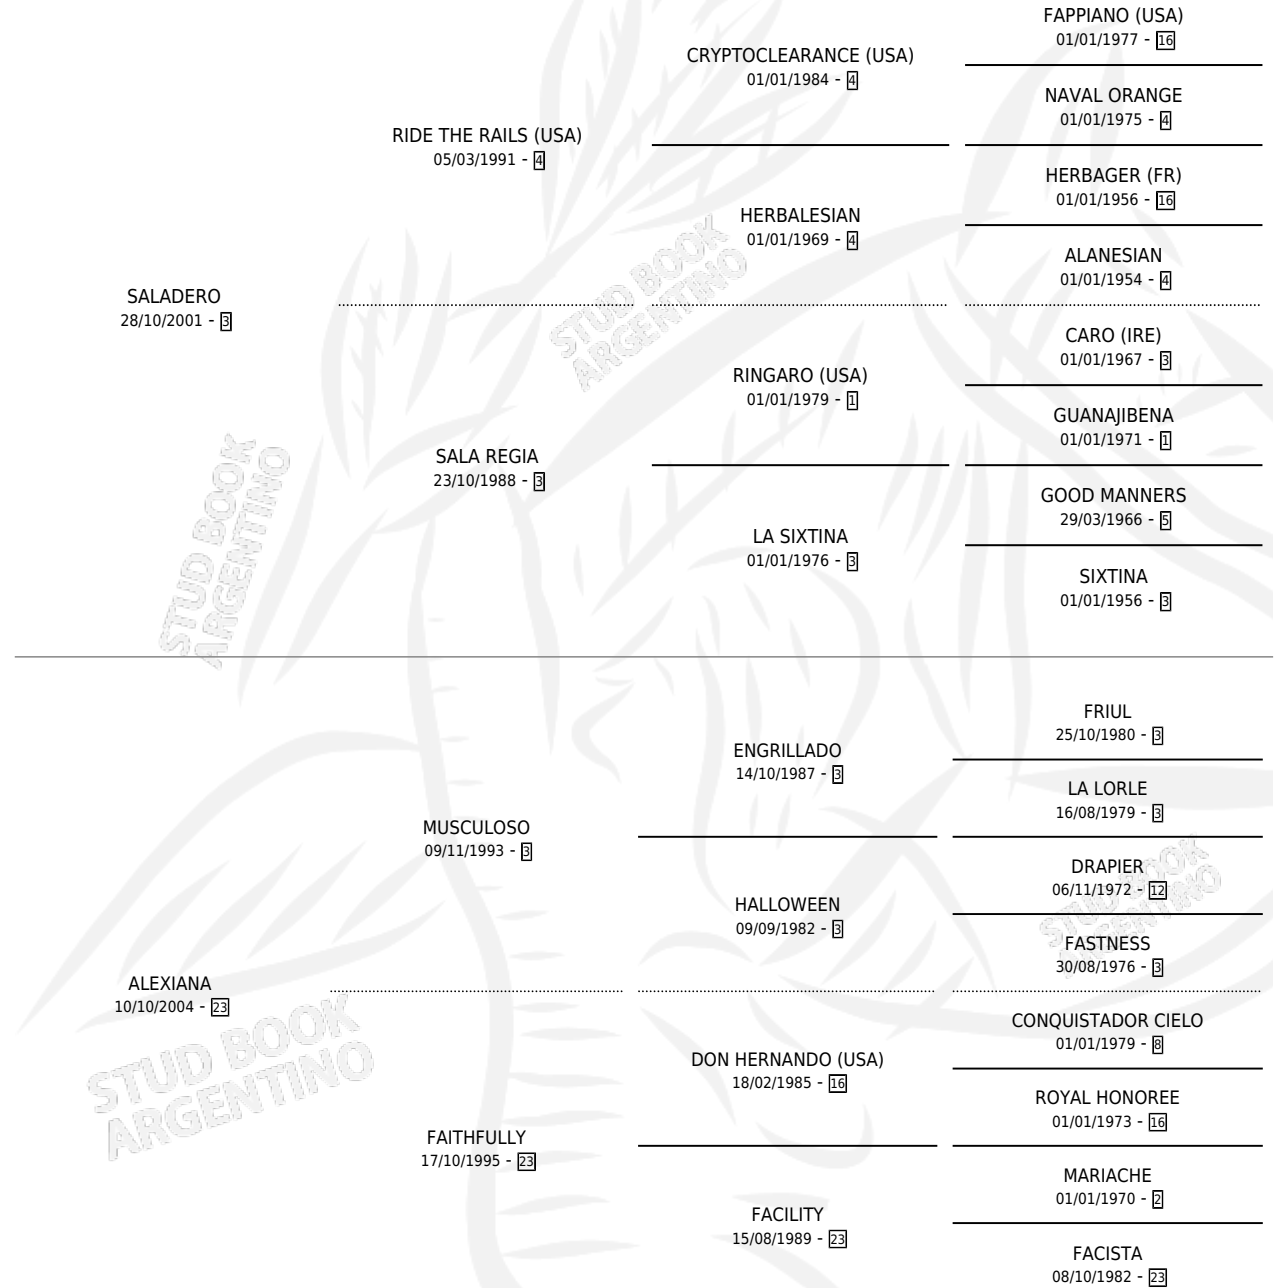 FAPPIANO (USA)
01/01/1977 - 16
CRYPTOCLEARANCE (USA)
01/01/1984 - 4
NAVAL ORANGE
01/01/1975 - 4
RIDE THE RAILS (USA)
05/03/1991 - 4
HERBAGER (FR)
01/01/1956 - 16
HERBALESIAN
01/01/1969 - 4
ALANESIAN
01/01/1954 - 4
SALADERO
28/10/2001 - 3
STUD BOOK
ARGENTINO
CARO (IRE)
01/01/1967 - 3
RINGARO (USA)
01/01/1979 - 1
GUANAJIBENA
01/01/1971 - 1
SALA REGIA
23/10/1988 - 3
GOOD MANNERS
29/03/1966 - 5
LA SIXTINA
01/01/1976 - 3
SIXTINA
01/01/1956 - 3
STUD BOOK
ARGENTINO
FRIUL
25/10/1980 - 3
ENGRILLADO
14/10/1987 - 3
LA LORLE
16/08/1979 - 3
MUSCULOSO
09/11/1993 - 3
DRAPIER
06/11/1972 - 12
HALLOWEEN
09/09/1982 - 3
FASTNESS
30/08/1976 - 3
STUD BOOK
ARGENTINO
ALEXIANA
10/10/2004 - 23
CONQUISTADOR CIELO
01/01/1979 - 8
DON HERNANDO (USA)
18/02/1985 - 16
ROYAL HONOREE
01/01/1973 - 16
STUD BOOK
ARGENTINO
FAITHFULLY
17/10/1995 - 23
MARIACHE
01/01/1970 - 2
FACILITY
15/08/1989 - 23
FACISTA
08/10/1982 - 23